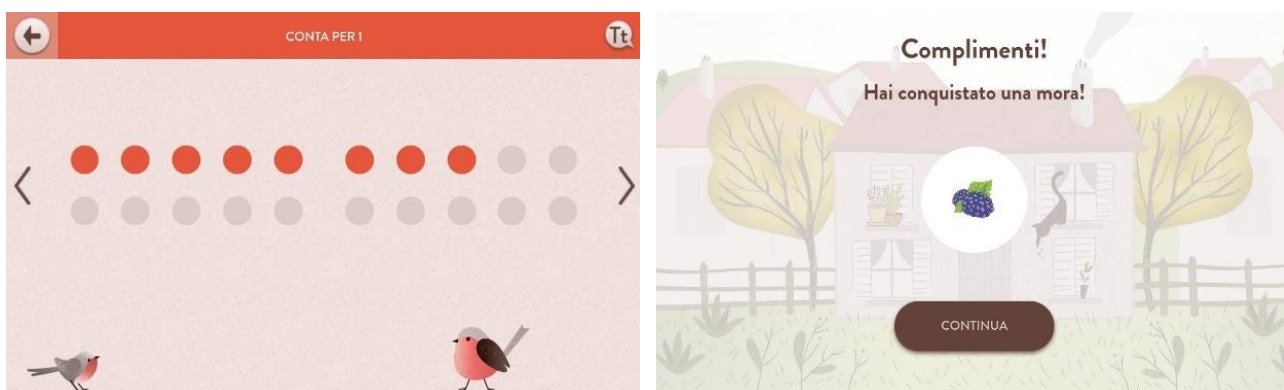 CONTA PER 1
Tt
Complimenti!
Hai conquistato una mora!
CONTINUA